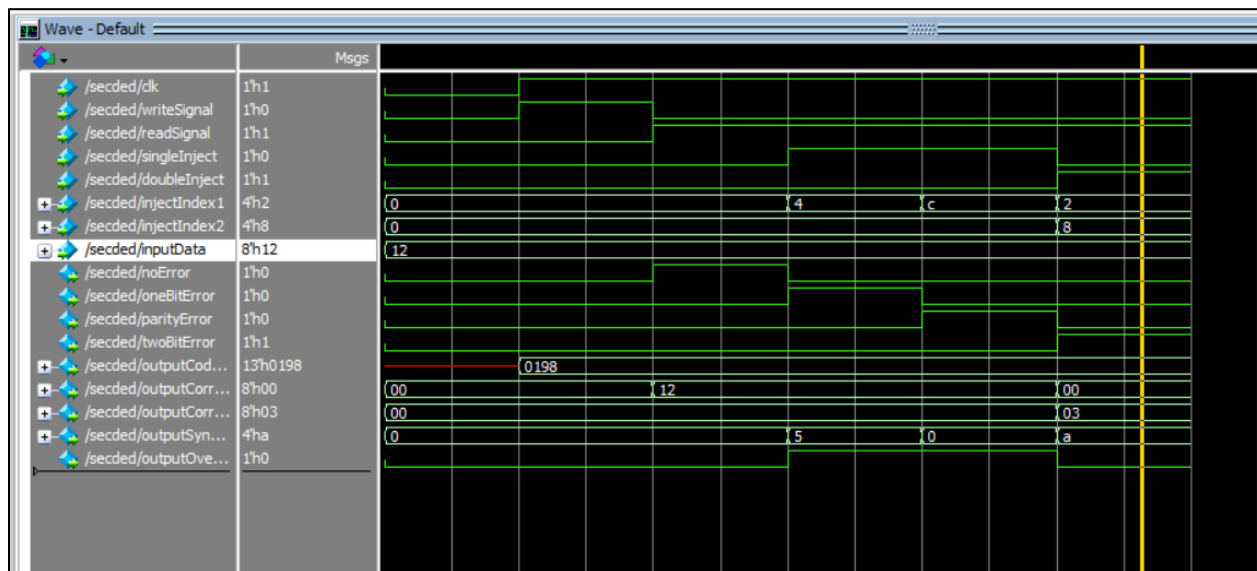 Wave - Default
Msgs
/secded/clk 1'h1
/secded/writeSignal 1'h0
/secded/readSignal 1'h1
/secded/singleInject 1'h0
/secded/doubleInject 1'h1
/secded/injectIndex1 4'h2 0 4 c 2
/secded/injectIndex2 4'h8 0 8
/secded/inputData 8'h12 12
/secded/noError 1'h0
/secded/oneBitError 1'h0
/secded/parityError 1'h0
/secded/twoBitError 1'h1
/secded/outputCod... 13'h0198 0198
/secded/outputCorr... 8'h00 00 12 00
/secded/outputCorr... 8'h03 00 03
/secded/outputSyn... 4'ha 0 5 0 a
/secded/outputOve... 1'h0